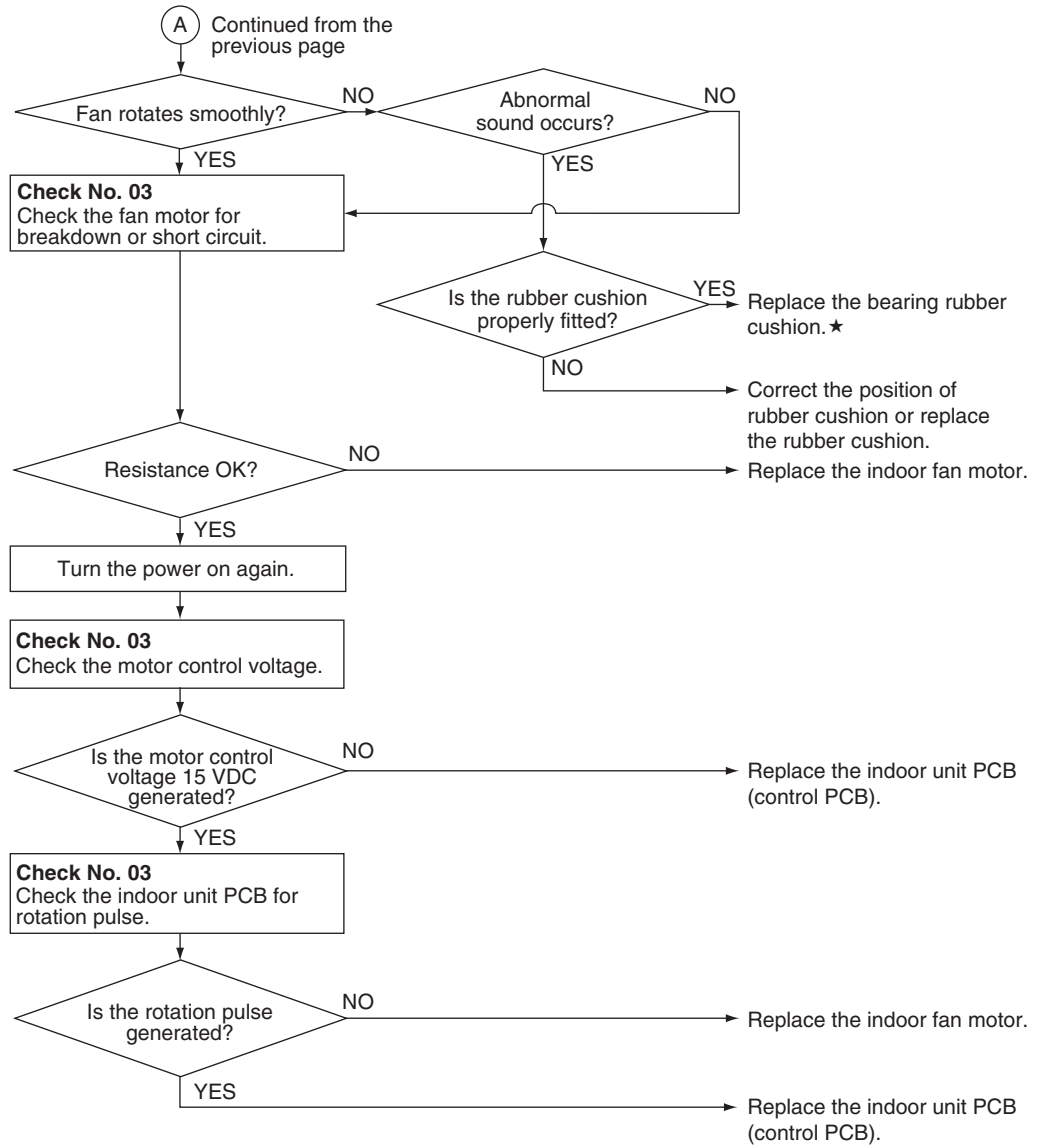 A
Continued from the
previous page
Fan rotates smoothly?
NO
Abnormal
sound occurs?
NO
YES
YES
Check No. 03
Check the fan motor for
breakdown or short circuit.
Is the rubber cushion
properly fitted?
YES
Replace the bearing rubber
cushion.★
NO
Correct the position of
rubber cushion or replace
the rubber cushion.
Resistance OK?
NO
Replace the indoor fan motor.
YES
Turn the power on again.
Check No. 03
Check the motor control voltage.
Is the motor control
voltage 15 VDC
generated?
NO
Replace the indoor unit PCB
(control PCB).
YES
Check No. 03
Check the indoor unit PCB for
rotation pulse.
Is the rotation pulse
generated?
NO
Replace the indoor fan motor.
YES
Replace the indoor unit PCB
(control PCB).